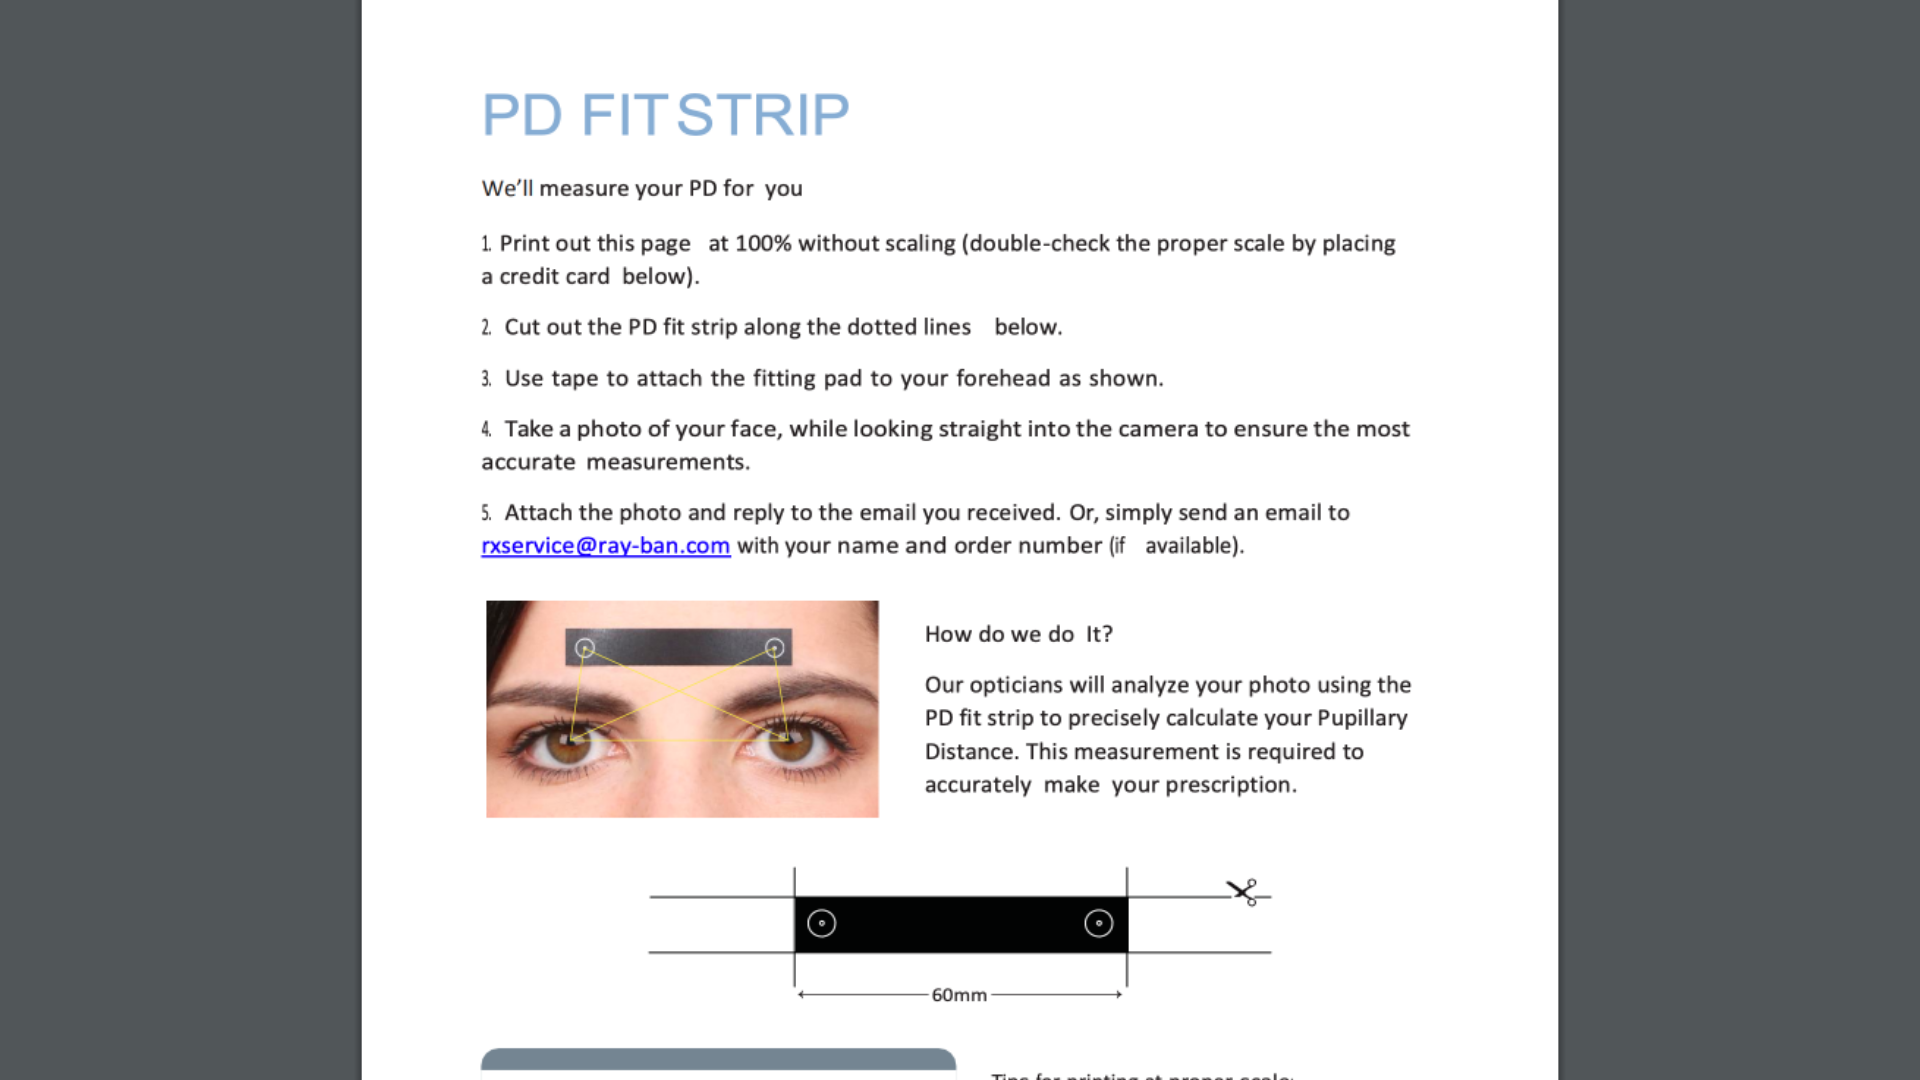 PD FIT STRIP
We’ll measure your PD for you
1. Print out this page at 100% without scaling (double-check the proper scale by placing
a credit card below).
2. Cut out the PD fit strip along the dotted lines below.
3. Use tape to attach the fitting pad to your forehead as shown.
4. Take a photo of your face, while looking straight into the camera to ensure the most
accurate measurements.
5. Attach the photo and reply to the email you received. Or, simply send an email to
rxservice@ray-ban.com with your name and order number (if available).
How do we do It?
Our opticians will analyze your photo using the
PD fit strip to precisely calculate your Pupillary
Distance. This measurement is required to
accurately make your prescription.
60mm
Tips for printing at proper scale: